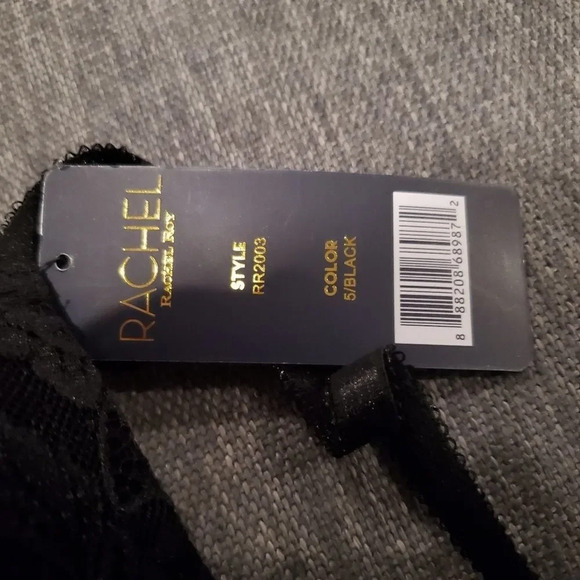 RACHEL
RACHEL ROY
STYLE
RR2003
COLOR
5/BLACK
8 88208 68987 2